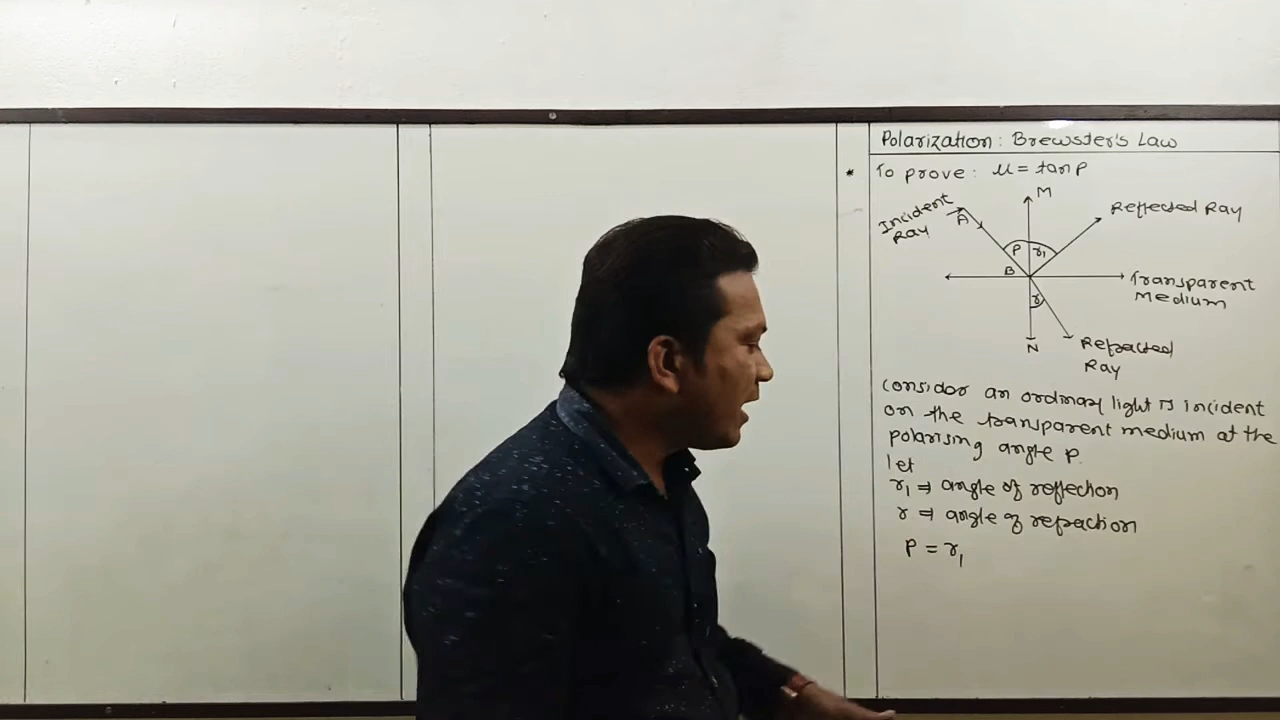 Polarization: Brewster's Law
* To prove: μ = tan P
M
Incident
Ray
A
Reflected Ray
P
r₁
B
Transparent
Medium
r
N
Refracted
Ray
Consider an ordinary light is incident
on the transparent medium at the
polarising angle P.
let
r₁ ⇒ angle of reflection
r ⇒ angle of refraction
P = r₁